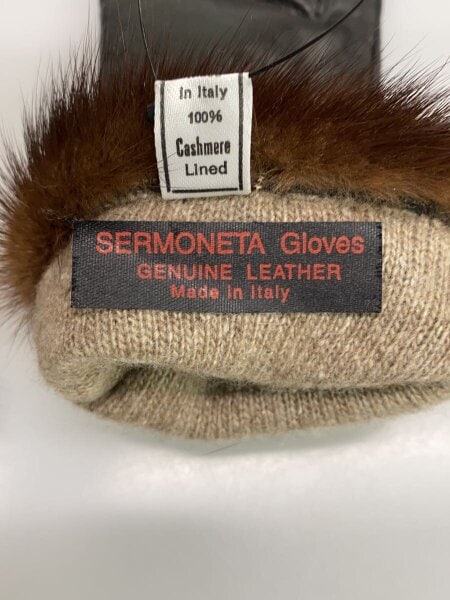 In Italy
100%
Cashmere
Lined
SERMONETA Gloves
GENUINE LEATHER
Made in Italy